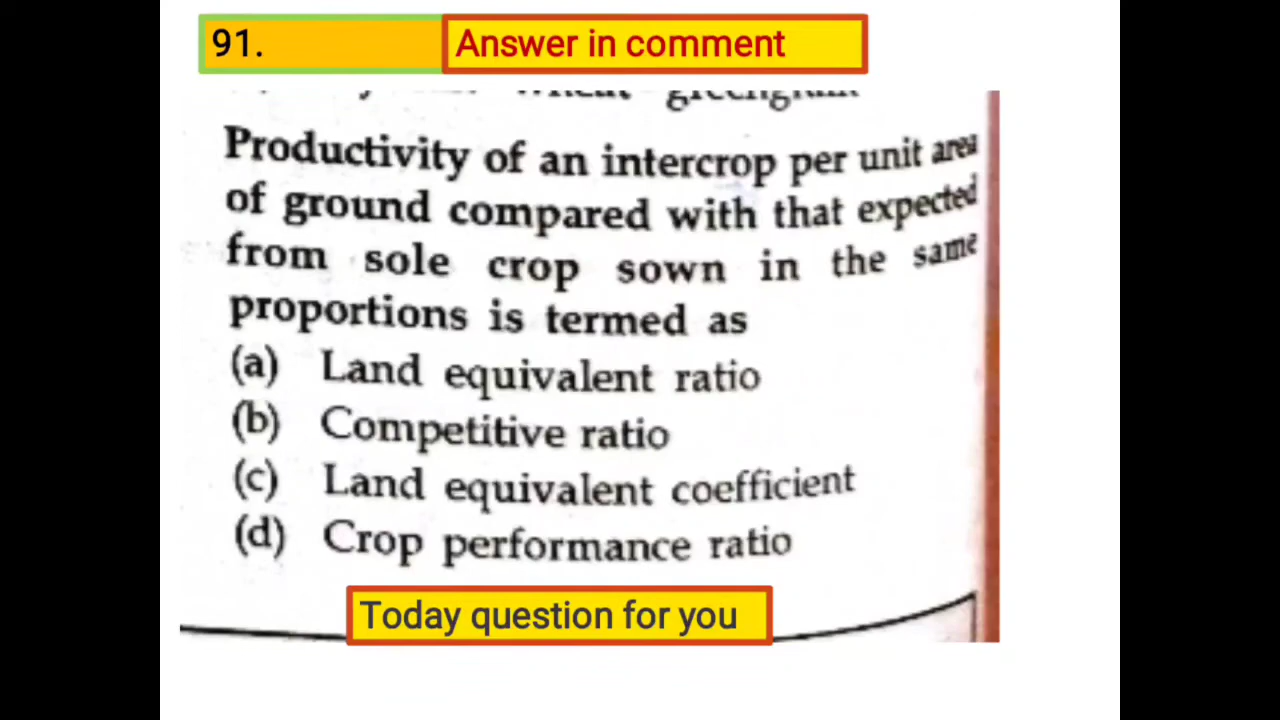 91.
Answer in comment
Productivity of an intercrop per unit area
of ground compared with that expected
from sole crop sown in the same
proportions is termed as
(a) Land equivalent ratio
(b) Competitive ratio
(c) Land equivalent coefficient
(d) Crop performance ratio
Today question for you